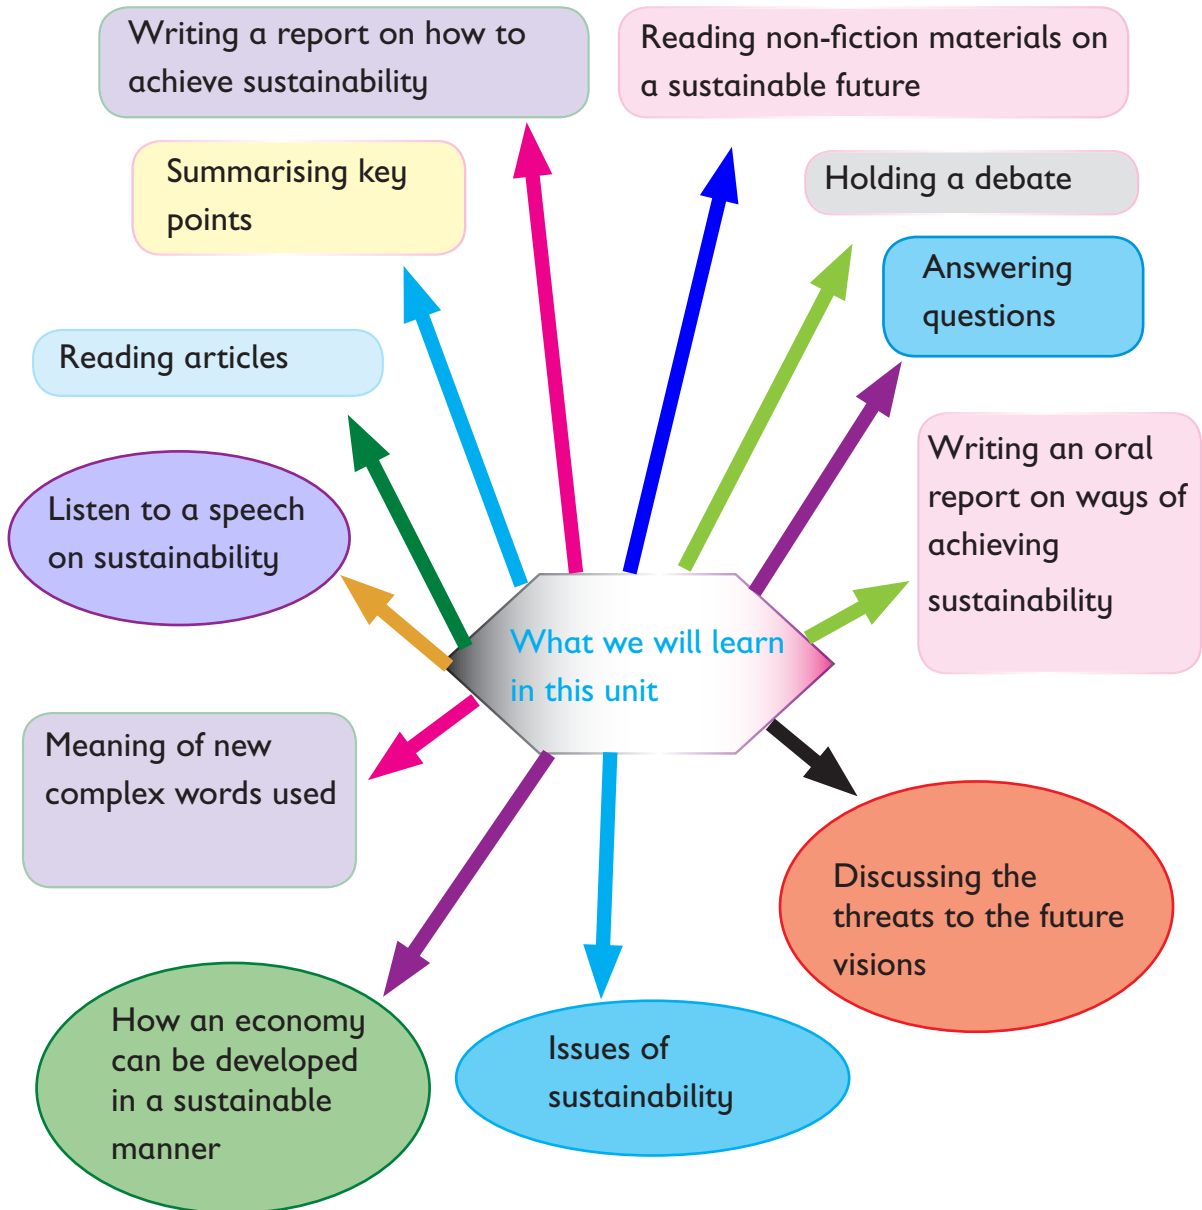 Writing a report on how to
achieve sustainability
Reading non-fiction materials on
a sustainable future
Summarising key
points
Holding a debate
Answering
questions
Reading articles
Writing an oral
report on ways of
achieving
sustainability
Listen to a speech
on sustainability
What we will learn
in this unit
Meaning of new
complex words used
Discussing the
threats to the future
visions
How an economy
can be developed
in a sustainable
manner
Issues of
sustainability